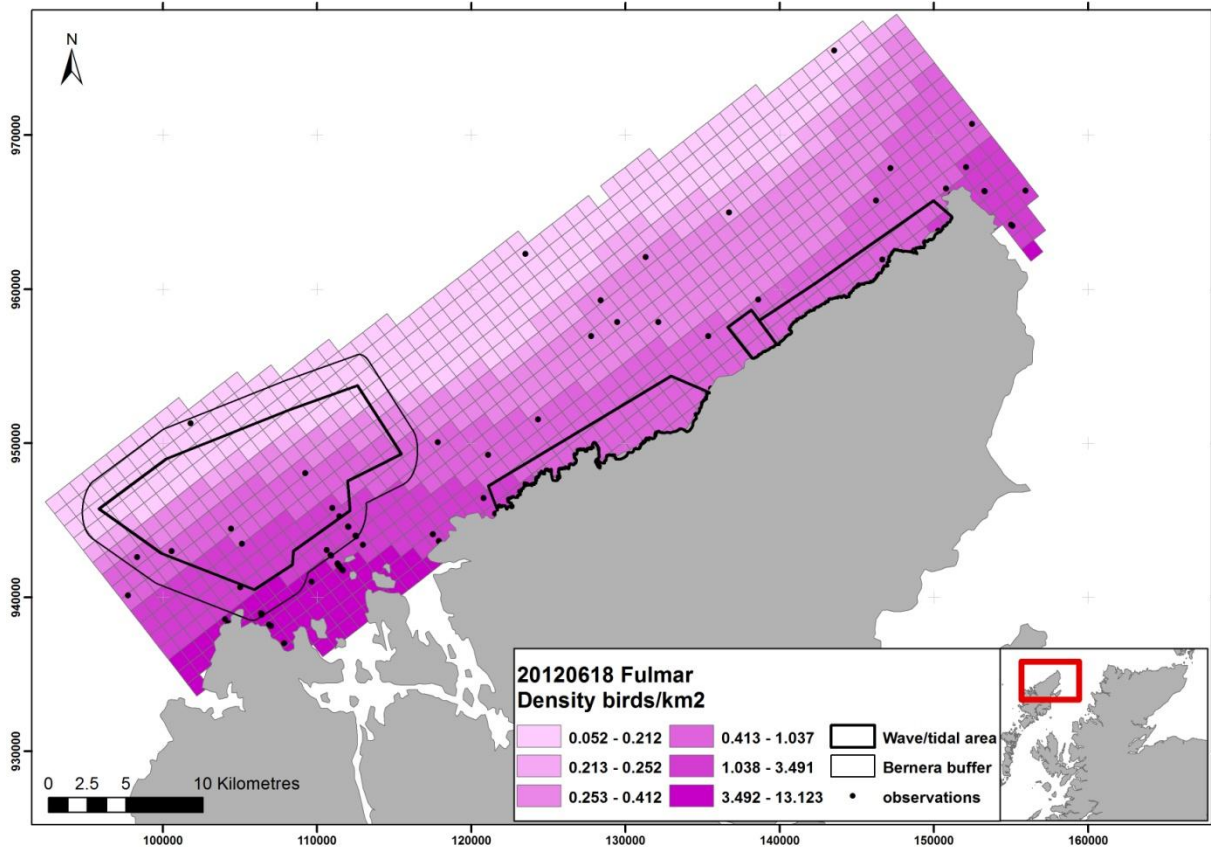 N
970000
960000
950000
940000
930000
20120618 Fulmar
Density birds/km2
0.052 - 0.212
0.413 - 1.037
Wave/tidal area
0.213 - 0.252
1.038 - 3.491
Bernera buffer
0.253 - 0.412
3.492 - 13.123
observations
0 2.5 5 10 Kilometres
100000 110000 120000 130000 140000 150000 160000